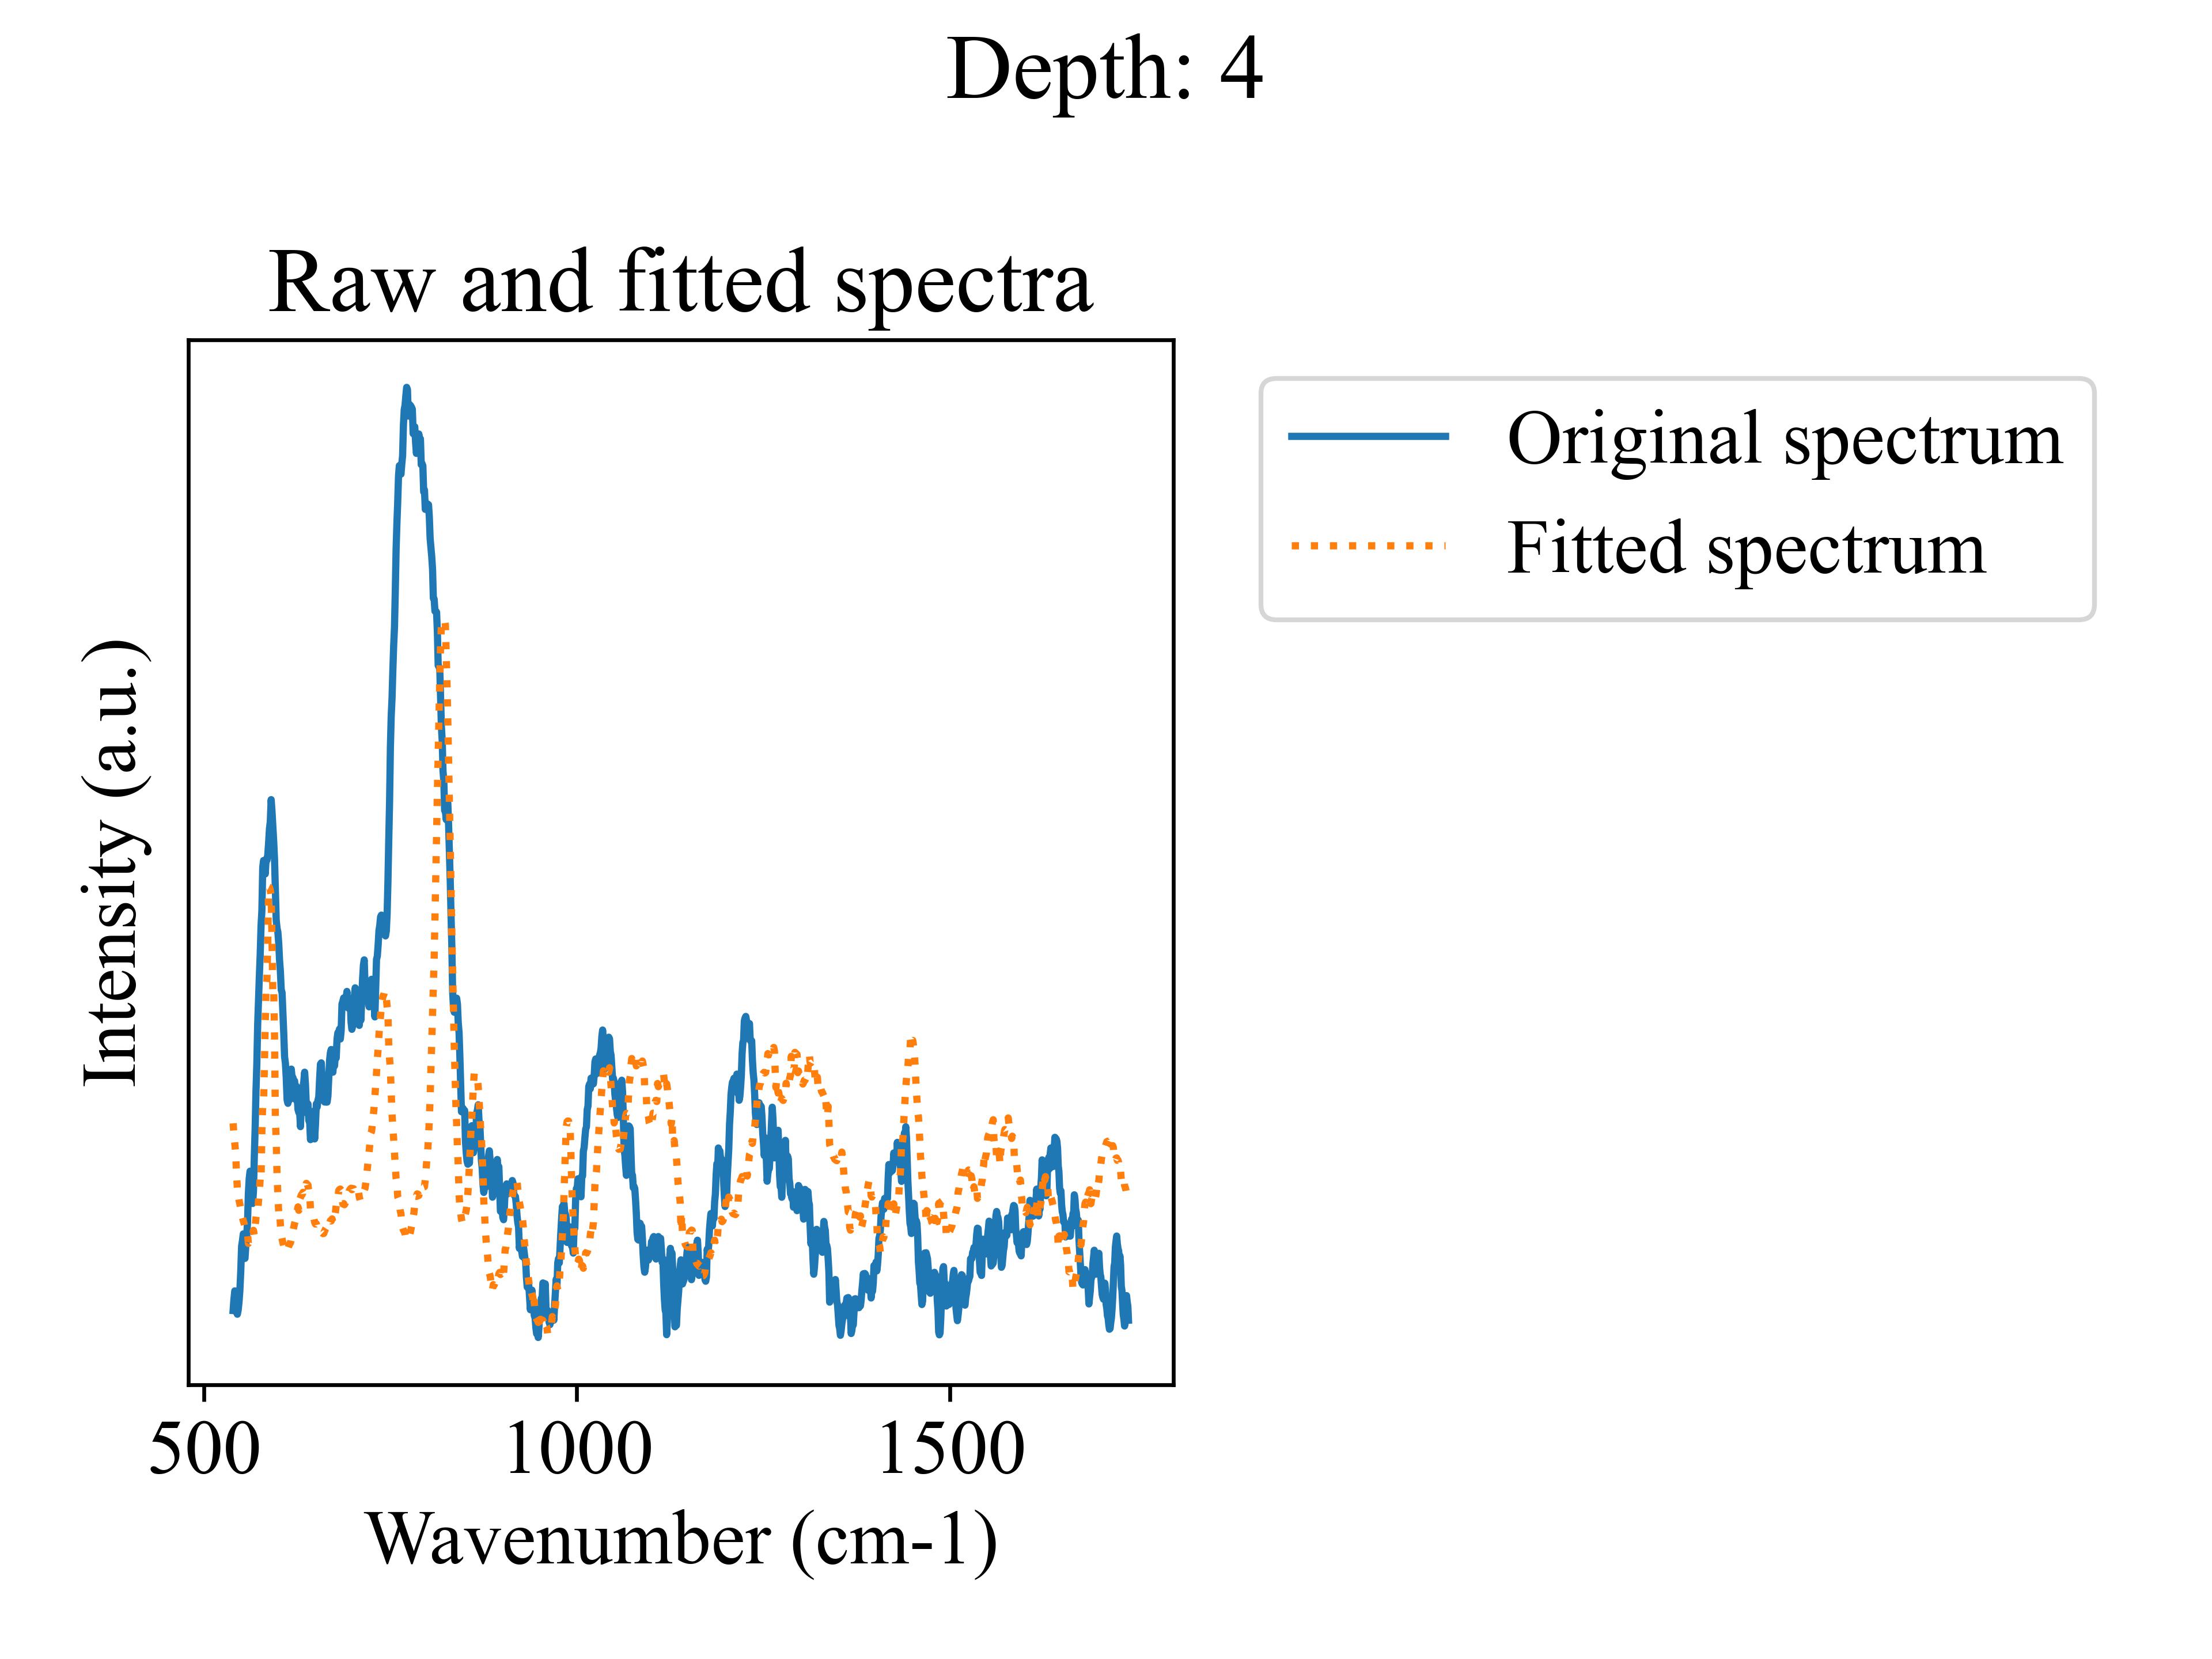 Depth: 4
Raw and fitted spectra
Original spectrum
Fitted spectrum
Intensity (a.u.)
500 1000 1500
Wavenumber (cm-1)